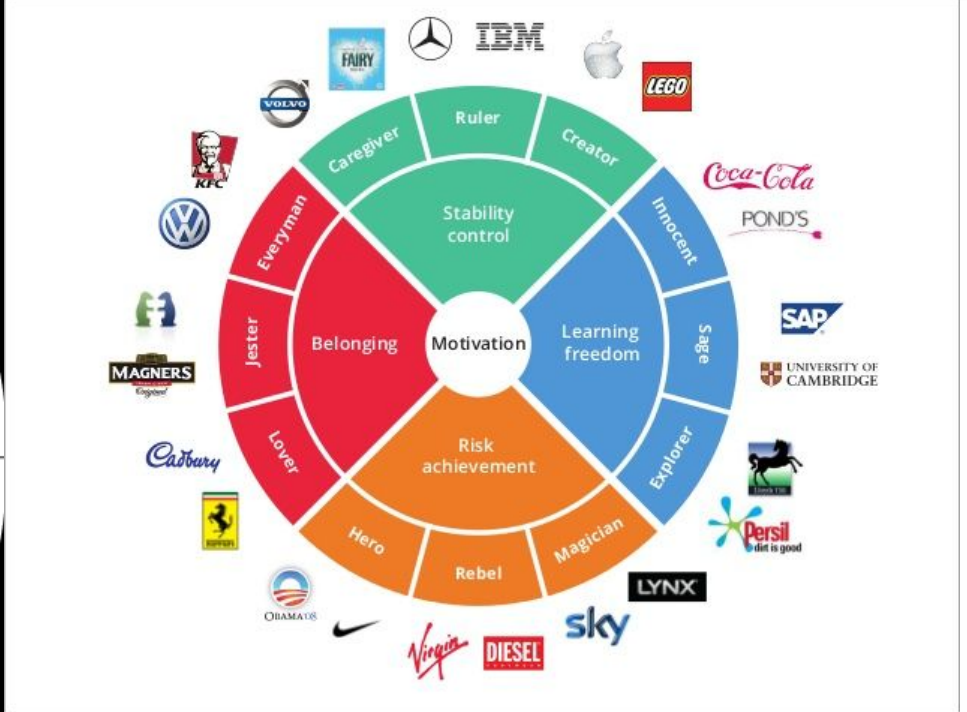 FAIRY
IBM
VOLVO
LEGO
KFC
Caregiver
Ruler
Creator
Coca-Cola
POND'S
Everyman
Stability
control
Innocent
Jester
Belonging
Motivation
Learning
freedom
Sage
SAP
MAGNERS
Original
UNIVERSITY OF
CAMBRIDGE
Lover
Risk
achievement
Explorer
Cadbury
Ferrari
Hero
Rebel
Magician
Persil
dirt is good
OBAMA'08
LYNX
sky
Virgin
DIESEL